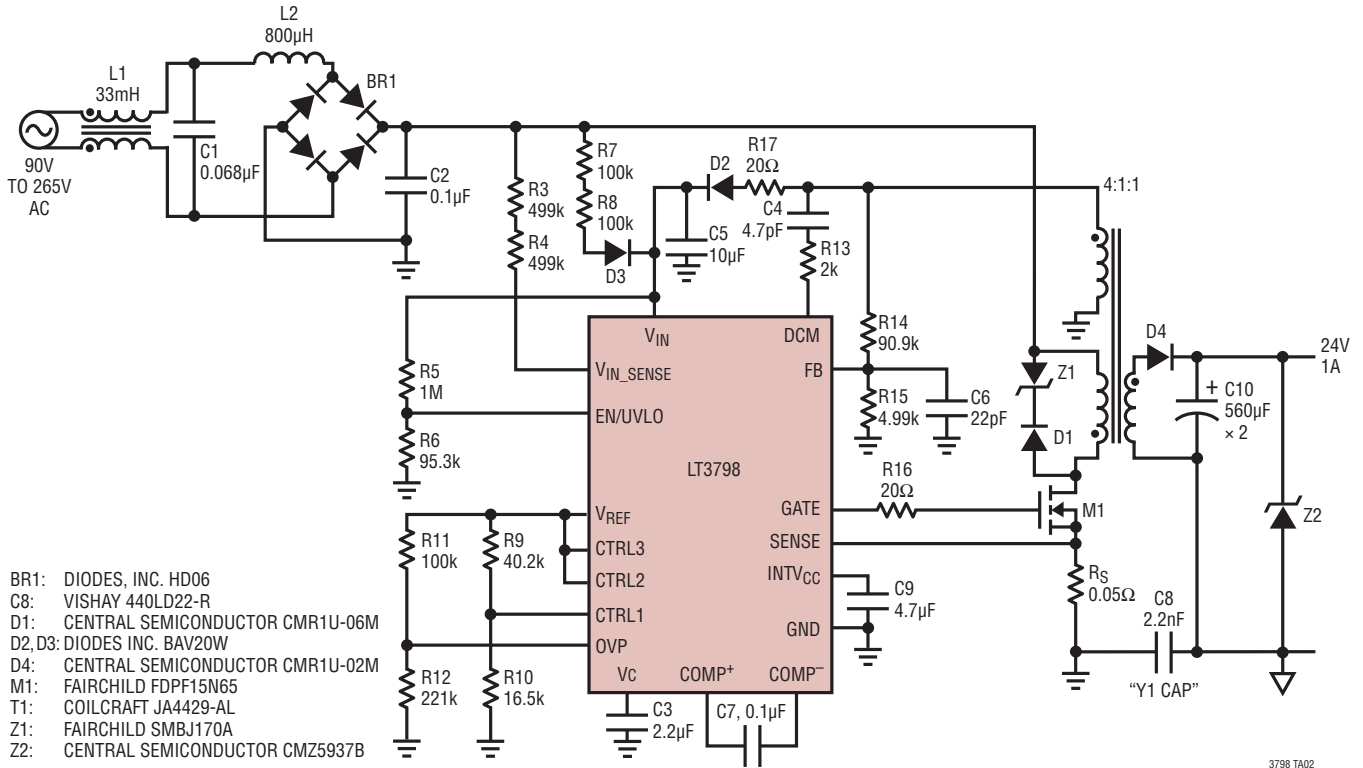 L2
800µH
L1
33mH
BR1
90V
TO 265V
AC
C1
0.068µF
C2
0.1µF
R3
499k
R4
499k
R7
100k
R8
100k
D3
D2
R17
20Ω
C5
10µF
C4
4.7pF
R13
2k
4:1:1
R14
90.9k
R15
4.99k
C6
22pF
Z1
D1
D4
C10
560µF
× 2
+
24V
1A
Z2
R5
1M
R6
95.3k
VIN
DCM
VIN_SENSE
FB
EN/UVLO
LT3798
GATE
R16
20Ω
M1
VREF
SENSE
CTRL3
INTVCC
CTRL2
CTRL1
GND
OVP
VC
COMP+
COMP–
R11
100k
R9
40.2k
R12
221k
R10
16.5k
C3
2.2µF
C7, 0.1µF
C9
4.7µF
RS
0.05Ω
C8
2.2nF
“Y1 CAP”
BR1: DIODES, INC. HD06
C8: VISHAY 440LD22-R
D1: CENTRAL SEMICONDUCTOR CMR1U-06M
D2, D3: DIODES INC. BAV20W
D4: CENTRAL SEMICONDUCTOR CMR1U-02M
M1: FAIRCHILD FDPF15N65
T1: COILCRAFT JA4429-AL
Z1: FAIRCHILD SMBJ170A
Z2: CENTRAL SEMICONDUCTOR CMZ5937B
3798 TA02